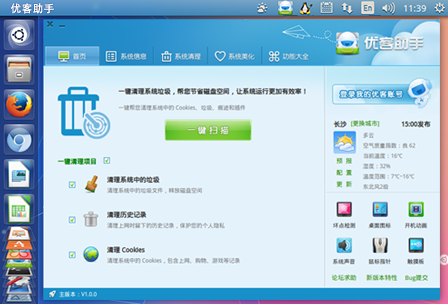 优客助手
En
11:39
优客助手
首页
系统信息
系统清理
系统美化
功能大全
一键清理系统垃圾，帮您节省磁盘空间，让系统运行更加有效率！
一键帮您清理系统中的 Cookies、垃圾、痕迹和插件
一键扫描
一键清理项目
清理系统中的垃圾
清理系统中的垃圾文件，释放磁盘空间
清理历史记录
清理上网时留下的历史记录，保护您的个人隐私
清理 Cookies
清理系统中的 Cookies，包含上网、购物、游戏等记录
登录我的优客账号
长沙 [更换城市] 15:00发布
多云
空气质量指数：良 62
当前温度：16℃
湿度：32%
温度范围：7℃~16℃
东北风2级
预报
配置
更新
坏点检测
桌面图标
开机动画
系统声音
鼠标指针
触摸板
论坛求助
新版本特性
Bug提交
主版本：V1.0.0